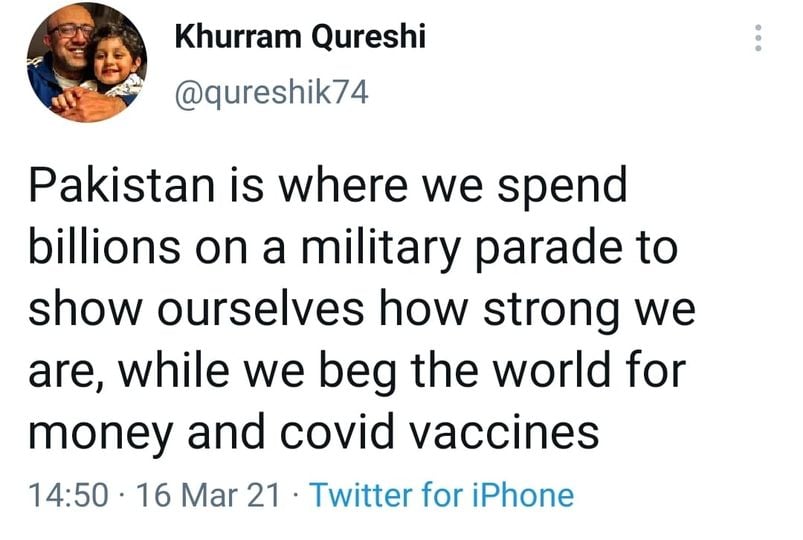 Khurram Qureshi
@qureshik74
Pakistan is where we spend
billions on a military parade to
show ourselves how strong we
are, while we beg the world for
money and covid vaccines
14:50 · 16 Mar 21 · Twitter for iPhone